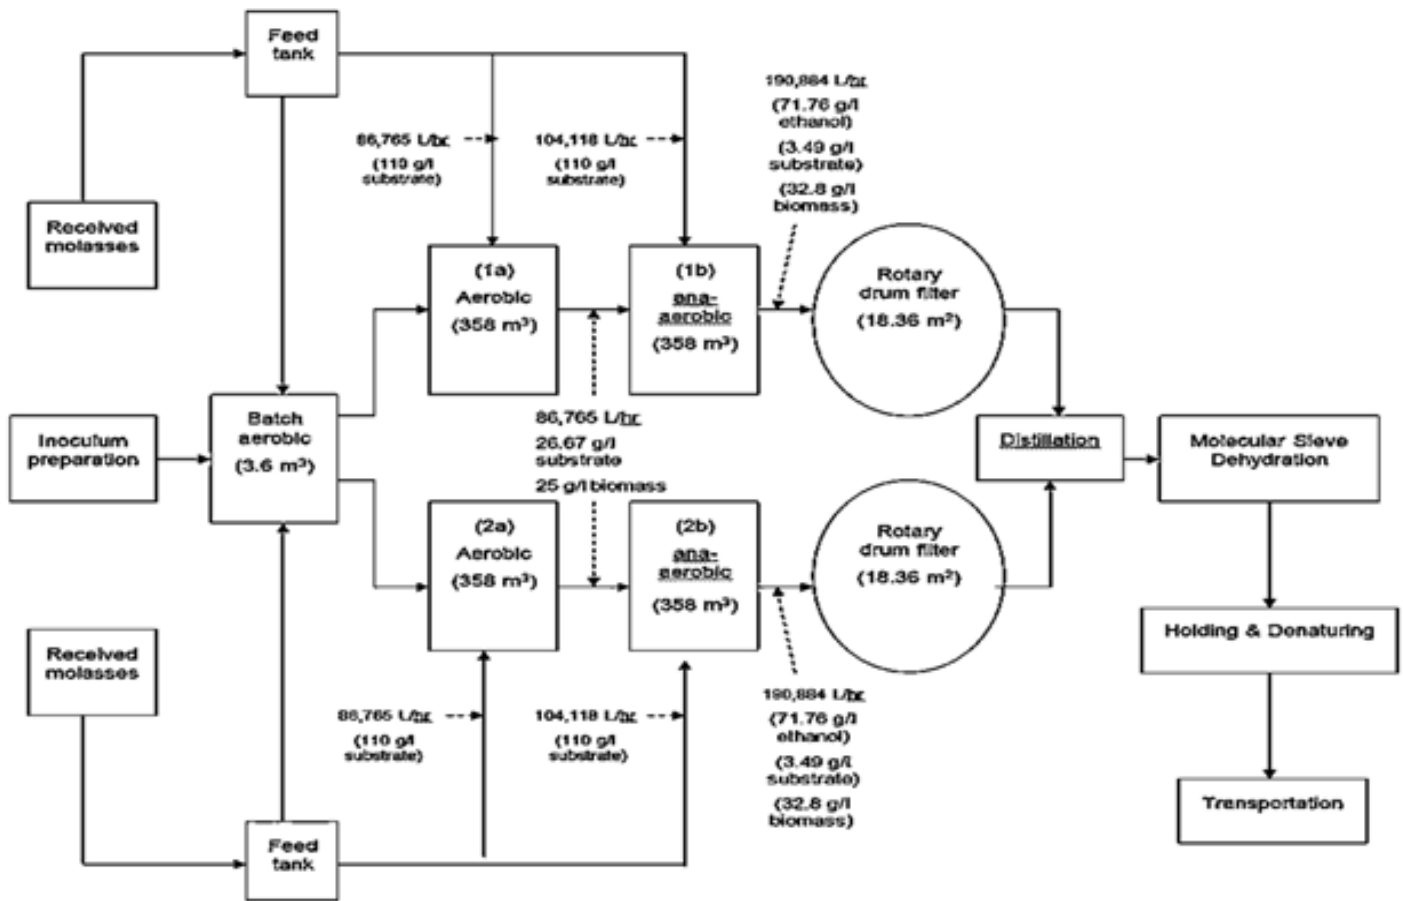 Feed
tank
190,884 L/hr
(71.76 g/l
ethanol)
(3.49 g/l
substrate)
(32.8 g/l
biomass)
86,765 L/hr
(110 g/l
substrate)
104,118 L/hr
(110 g/l
substrate)
Received
molasses
(1a)
Aerobic
(358 m³)
(1b)
ana-
aerobic
(358 m³)
Rotary
drum filter
(18.36 m²)
Inoculum
preparation
Batch
aerobic
(3.6 m³)
86,765 L/hr
26.67 g/l
substrate
25 g/l biomass
Distillation
Molecular Sieve
Dehydration
(2a)
Aerobic
(358 m³)
(2b)
ana-
aerobic
(358 m³)
Rotary
drum filter
(18.36 m²)
Holding & Denaturing
Received
molasses
86,765 L/hr
(110 g/l
substrate)
104,118 L/hr
(110 g/l
substrate)
190,884 L/hr
(71.76 g/l
ethanol)
(3.49 g/l
substrate)
(32.8 g/l
biomass)
Transportation
Feed
tank